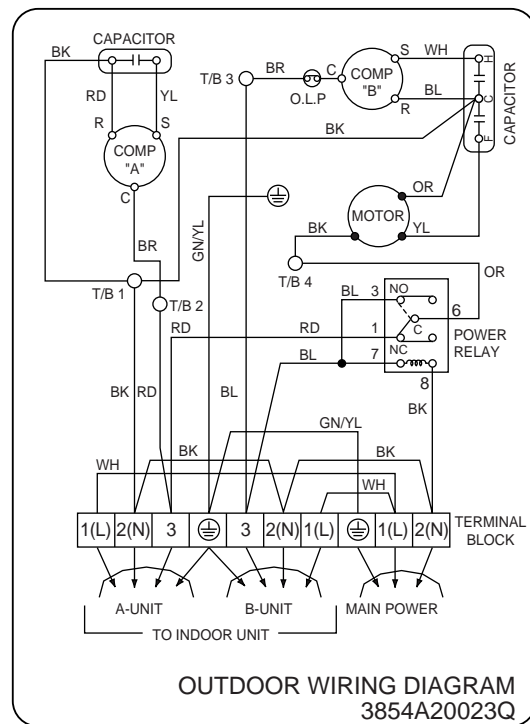 CAPACITOR
BK
RD
YL
R
S
COMP
"A"
C
BR
T/B 1
T/B 2
T/B 3
BR
O.L.P
C
COMP
"B"
S
WH
R
BL
H
C
F
CAPACITOR
BK
GN/YL
OR
MOTOR
BK
YL
T/B 4
OR
BL
3
NO
6
RD
RD
1
C
POWER
RELAY
BL
7
NC
8
BK
BK
RD
BL
GN/YL
BK
BK
WH
WH
1(L)
2(N)
3
3
2(N)
1(L)
1(L)
2(N)
TERMINAL
BLOCK
A-UNIT
B-UNIT
MAIN POWER
TO INDOOR UNIT
OUTDOOR WIRING DIAGRAM
3854A20023Q